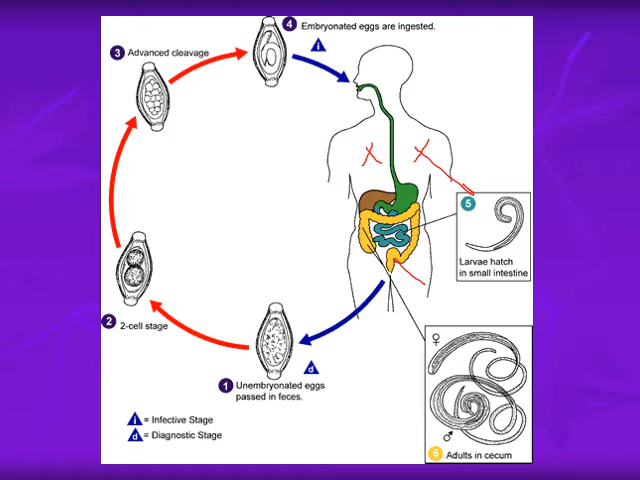 4 Embryonated eggs are ingested.
i
3 Advanced cleavage
5
Larvae hatch
in small intestine
2 2-cell stage
d
1 Unembryonated eggs
passed in feces.
♀
♂
i = Infective Stage
d = Diagnostic Stage
6 Adults in cecum